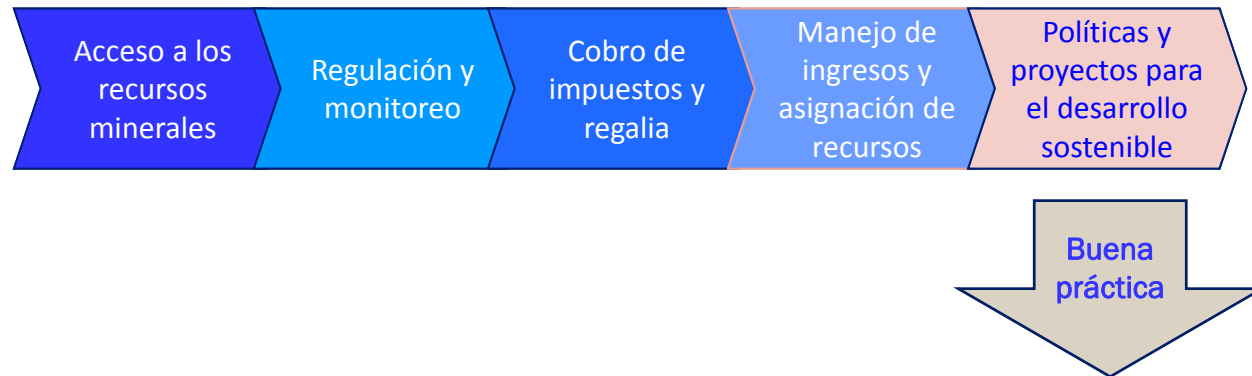 Acceso a los
recursos
minerales
Regulación y
monitoreo
Cobro de
impuestos y
regalia
Manejo de
ingresos y
asignación de
recursos
Políticas y
proyectos para
el desarrollo
sostenible
Buena
práctica